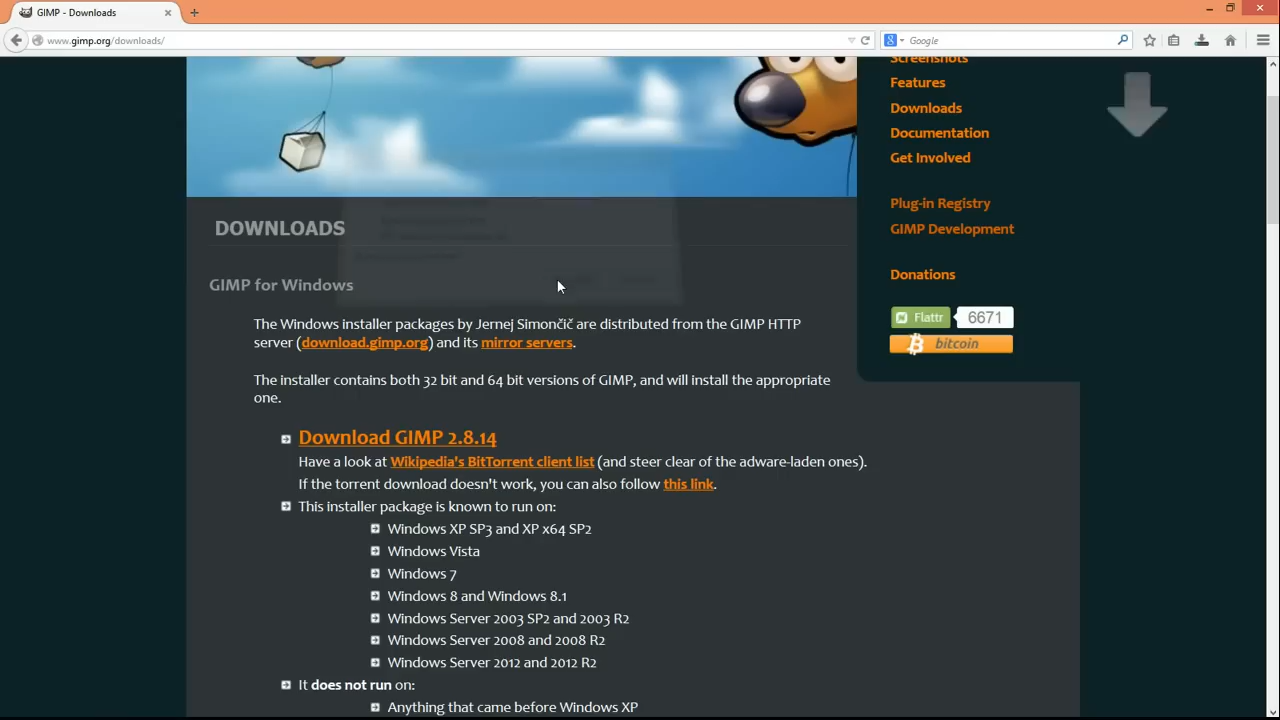 GIMP - Downloads
www.gimp.org/downloads/
Google
Screenshots
Features
Downloads
Documentation
Get Involved
Plug-in Registry
GIMP Development
Donations
Flattr 6671
bitcoin
DOWNLOADS
GIMP for Windows
The Windows installer packages by Jernej Simončič are distributed from the GIMP HTTP
server (download.gimp.org) and its mirror servers.
The installer contains both 32 bit and 64 bit versions of GIMP, and will install the appropriate
one.
Download GIMP 2.8.14
Have a look at Wikipedia's BitTorrent client list (and steer clear of the adware-laden ones).
If the torrent download doesn't work, you can also follow this link.
This installer package is known to run on:
Windows XP SP3 and XP x64 SP2
Windows Vista
Windows 7
Windows 8 and Windows 8.1
Windows Server 2003 SP2 and 2003 R2
Windows Server 2008 and 2008 R2
Windows Server 2012 and 2012 R2
It does not run on:
Anything that came before Windows XP